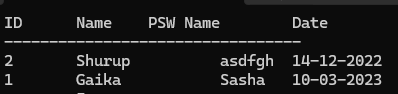 ID Name PSW Name Date
--------------------------------
2 Shurup asdfgh 14-12-2022
1 Gaika Sasha 10-03-2023